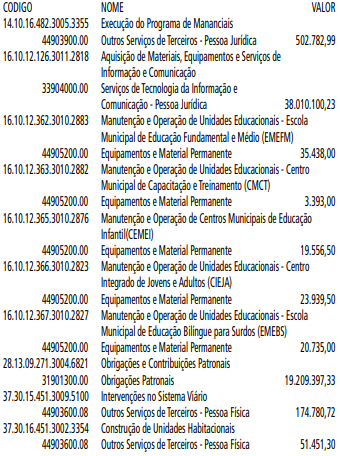 CODIGO NOME VALOR
14.10.16.482.3005.3355 Execução do Programa de Mananciais
44903900.00 Outros Serviços de Terceiros - Pessoa Jurídica 502.782,99
16.10.12.126.3011.2818 Aquisição de Materiais, Equipamentos e Serviços de
Informação e Comunicação
33904000.00 Serviços de Tecnologia da Informação e
Comunicação - Pessoa Jurídica 38.010.100,23
16.10.12.362.3010.2883 Manutenção e Operação de Unidades Educacionais - Escola
Municipal de Educação Fundamental e Médio (EMEFM)
44905200.00 Equipamentos e Material Permanente 35.438,00
16.10.12.363.3010.2882 Manutenção e Operação de Unidades Educacionais - Centro
Municipal de Capacitação e Treinamento (CMCT)
44905200.00 Equipamentos e Material Permanente 3.393,00
16.10.12.365.3010.2876 Manutenção e Operação de Centros Municipais de Educação
Infantil(CEMEI)
44905200.00 Equipamentos e Material Permanente 19.556,50
16.10.12.366.3010.2823 Manutenção e Operação de Unidades Educacionais - Centro
Integrado de Jovens e Adultos (CIEJA)
44905200.00 Equipamentos e Material Permanente 23.939,50
16.10.12.367.3010.2827 Manutenção e Operação de Unidades Educacionais - Escola
Municipal de Educação Bilíngue para Surdos (EMEBS)
44905200.00 Equipamentos e Material Permanente 20.735,00
28.13.09.271.3004.6821 Obrigações e Contribuições Patronais
31901300.00 Obrigações Patronais 19.209.397,33
37.30.15.451.3009.5100 Intervenções no Sistema Viário
44903600.08 Outros Serviços de Terceiros - Pessoa Física 174.780,72
37.30.16.451.3002.3354 Construção de Unidades Habitacionais
44903600.08 Outros Serviços de Terceiros - Pessoa Física 51.451,30